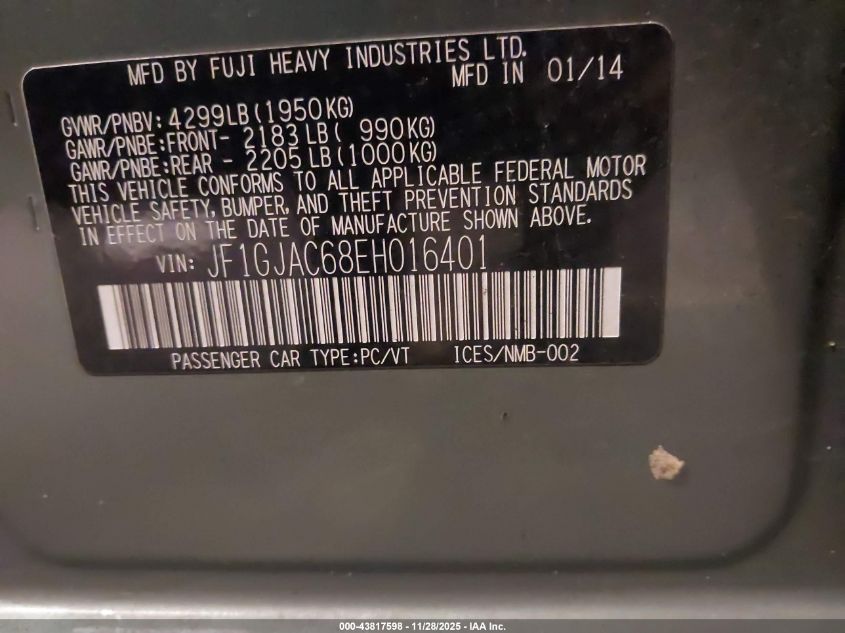 MFD BY FUJI HEAVY INDUSTRIES LTD.
MFD IN 01/14
GVWR/PNBV: 4299LB(1950KG)
GAWR/PNBE:FRONT- 2183 LB( 990KG)
GAWR/PNBE:REAR - 2205 LB(1000KG)
THIS VEHICLE CONFORMS TO ALL APPLICABLE FEDERAL MOTOR
VEHICLE SAFETY, BUMPER, AND THEFT PREVENTION STANDARDS
IN EFFECT ON THE DATE OF MANUFACTURE SHOWN ABOVE.
VIN: JF1GJAC68EH016401
PASSENGER CAR TYPE:PC/VT ICES/NMB-002
000-43817598 - 11/28/2025 - IAA Inc.